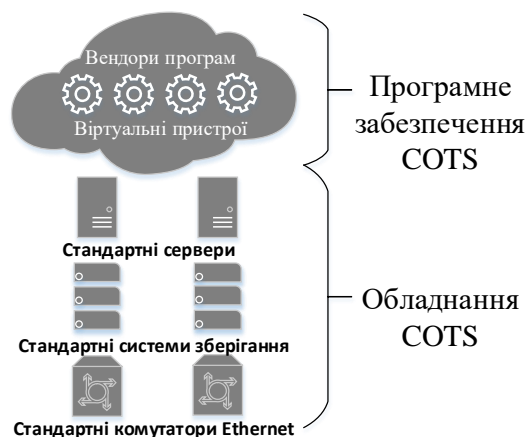 Вендори програм
Віртуальні пристрої
Програмне
забезпечення
COTS
Стандартні сервери
Стандартні системи зберігання
Стандартні комутатори Ethernet
Обладнання
COTS